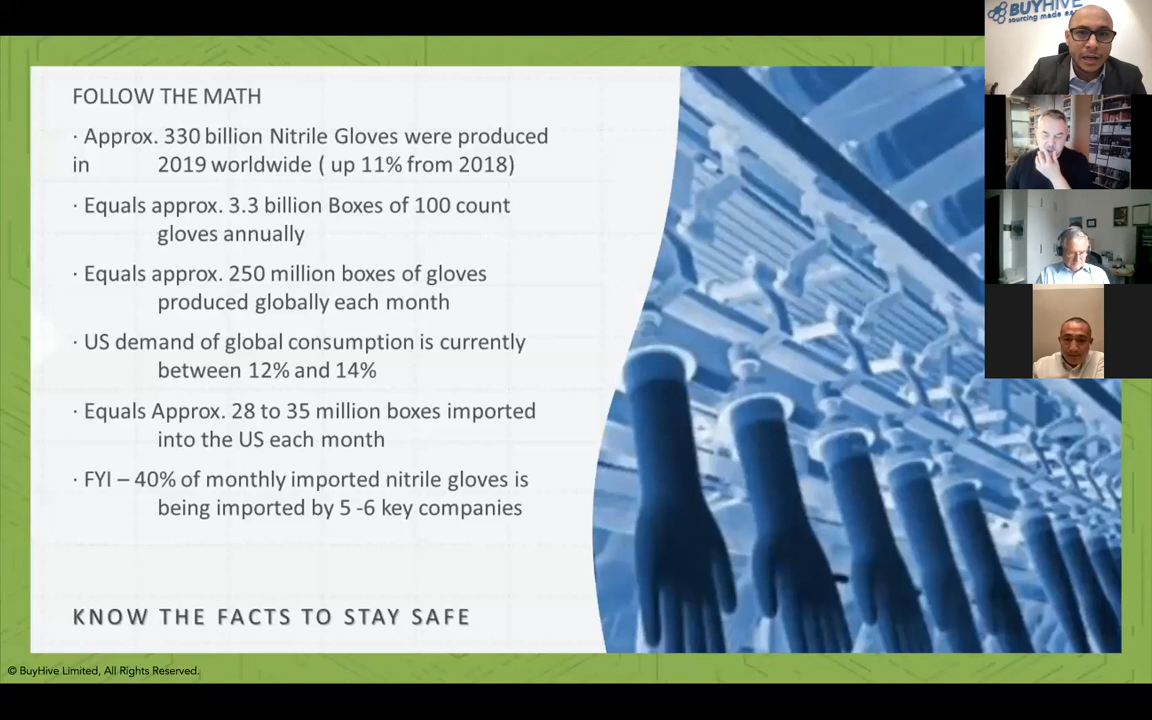 FOLLOW THE MATH
· Approx. 330 billion Nitrile Gloves were produced
in 2019 worldwide ( up 11% from 2018)
· Equals approx. 3.3 billion Boxes of 100 count
gloves annually
· Equals approx. 250 million boxes of gloves
produced globally each month
· US demand of global consumption is currently
between 12% and 14%
· Equals Approx. 28 to 35 million boxes imported
into the US each month
· FYI – 40% of monthly imported nitrile gloves is
being imported by 5 -6 key companies
KNOW THE FACTS TO STAY SAFE
© BuyHive Limited, All Rights Reserved.
BUYHIVE
sourcing made